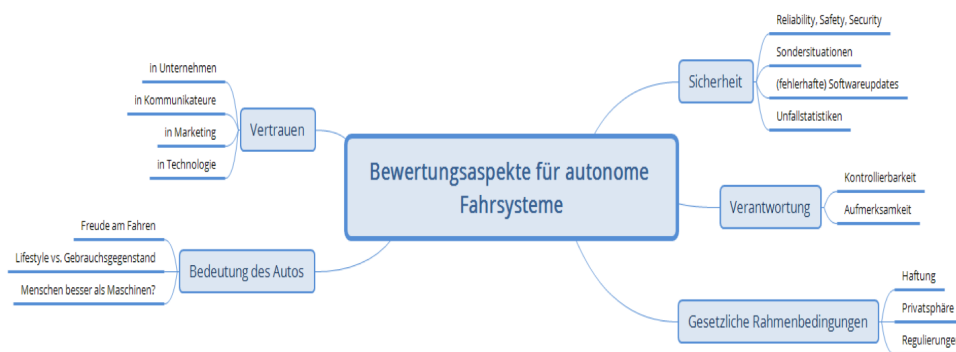 Bewertungsaspekte für autonome
Fahrsysteme
Vertrauen
in Unternehmen
in Kommunikateure
in Marketing
in Technologie
Bedeutung des Autos
Freude am Fahren
Lifestyle vs. Gebrauchsgegenstand
Menschen besser als Maschinen?
Sicherheit
Reliability, Safety, Security
Sondersituationen
(fehlerhafte) Softwareupdates
Unfallstatistiken
Verantwortung
Kontrollierbarkeit
Aufmerksamkeit
Gesetzliche Rahmenbedingungen
Haftung
Privatsphäre
Regulierunge